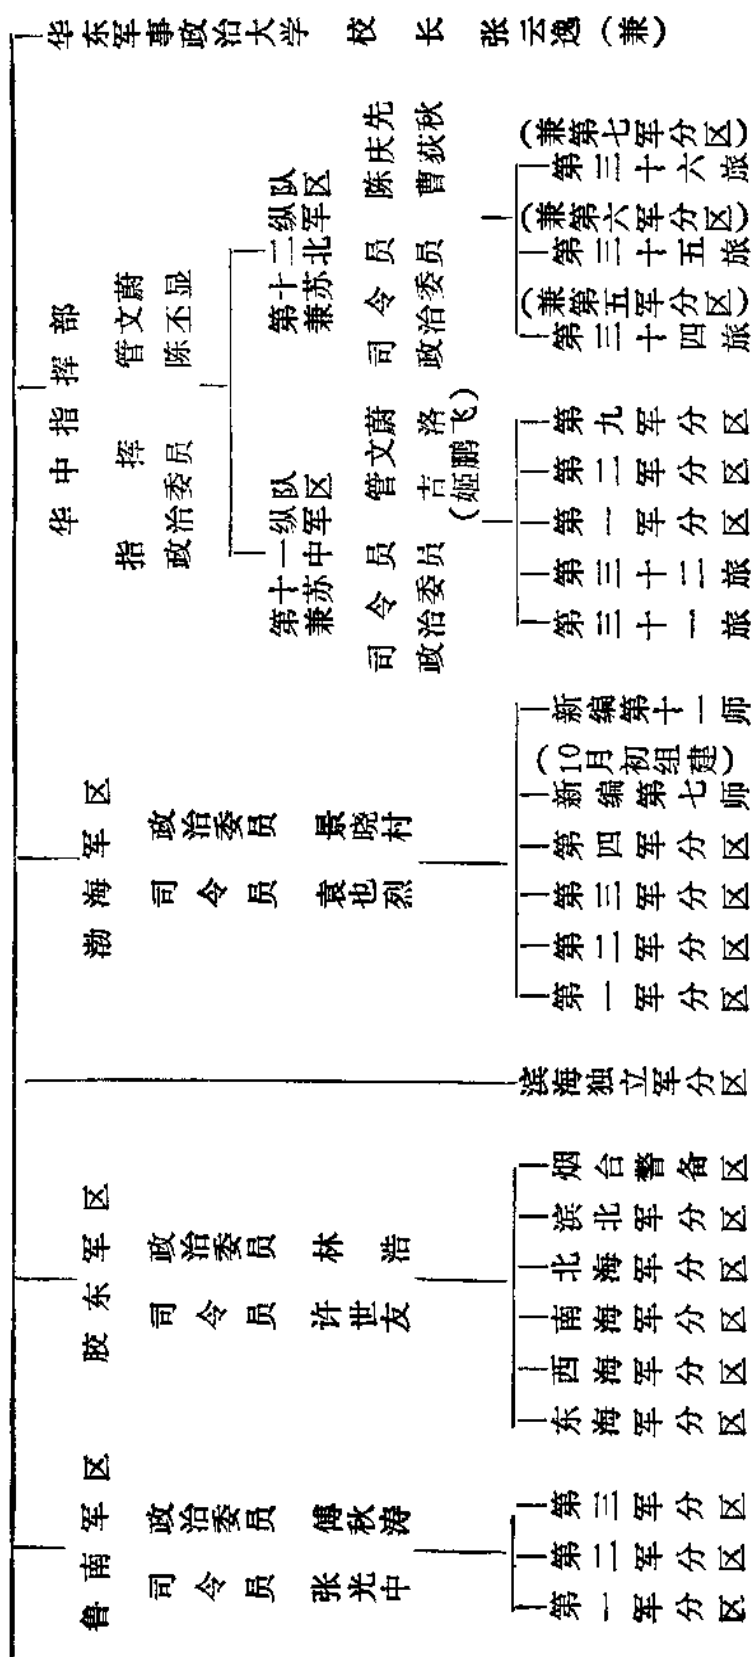 鲁南军区
司令员 张光中
政治委员 傅秋涛
第一军分区
第二军分区
第三军分区
胶东军区
司令员 许世友
政治委员 林浩
东海军分区
西海军分区
南海军分区
北海军分区
滨北军分区
烟台警备区
滨海独立军分区
渤海军区
司令员 袁也烈
政治委员 景晓村
第一军分区
第二军分区
第三军分区
第四军分区
新编第七师
(10月初组建)
新编第十一师
华中指挥部
指挥 管文蔚
政治委员 陈丕显
第十一纵队
兼苏中军区
司令员 管文蔚
政治委员 吉洛
(姬鹏飞)
第三十一旅
第三十二旅
第一军分区
第二军分区
第九军分区
第十二纵队
兼苏北军区
司令员 陈庆先
政治委员 曹荻秋
第三十四旅
(兼第五军分区)
第三十五旅
(兼第六军分区)
第三十六旅
(兼第七军分区)
华东军事政治大学 校长 张云逸(兼)